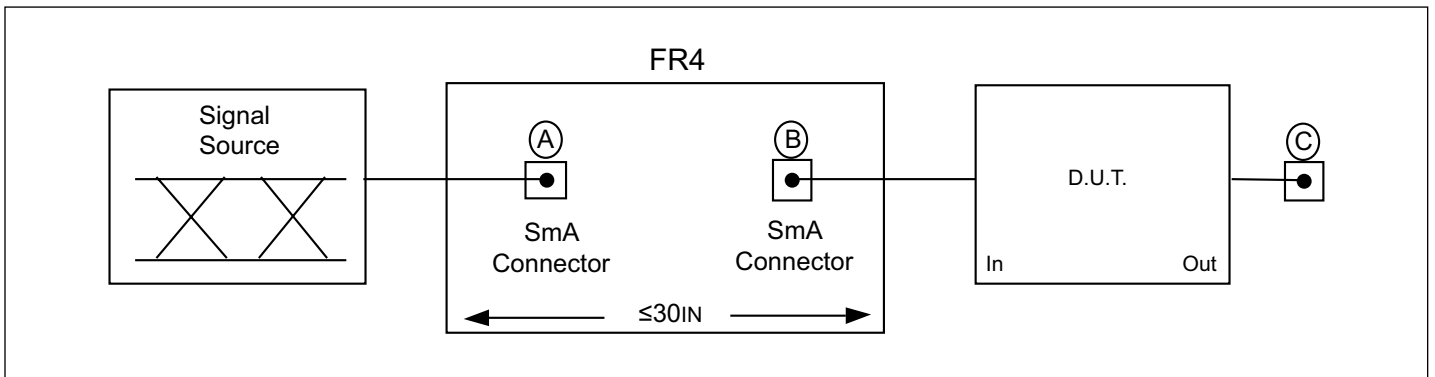 FR4
Signal
Source
A
B
C
D.U.T.
SmA
Connector
SmA
Connector
In
Out
≤30IN